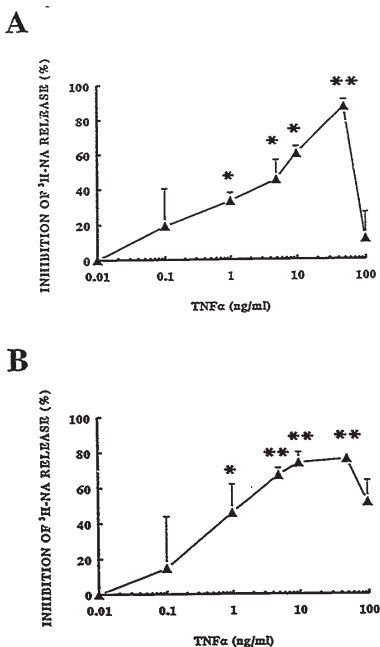 A
INHIBITION OF ³H-NA RELEASE (%)
100
80
60
40
20
0
* * * **
0.01 0.1 1 10 100
TNFα (ng/ml)
B
INHIBITION OF ³H-NA RELEASE (%)
100
80
60
40
20
0
* ** ** **
0.01 0.1 1 10 100
TNFα (ng/ml)